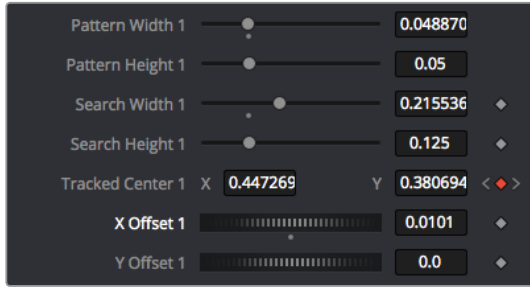 Pattern Width 1 0.048870
Pattern Height 1 0.05
Search Width 1 0.215536
Search Height 1 0.125
Tracked Center 1 X 0.447269 Y 0.380694
X Offset 1 0.0101
Y Offset 1 0.0